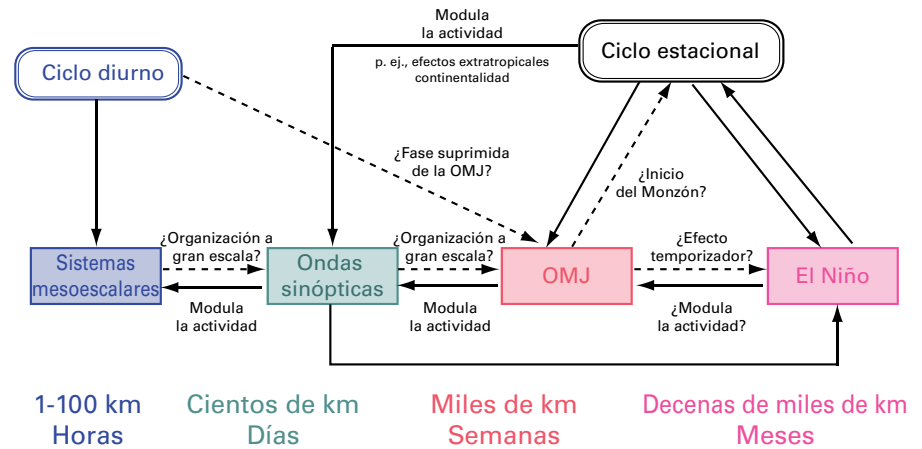 Modula
la actividad
p. ej., efectos extratropicales
continentalidad
Ciclo estacional
Ciclo diurno
¿Fase suprimida
de la OMJ?
¿Inicio
del Monzón?
¿Organización a
gran escala?
¿Organización a
gran escala?
¿Efecto
temporizador?
Sistemas
mesoescalares
Ondas
sinópticas
OMJ
El Niño
Modula
la actividad
Modula
la actividad
¿Modula
la actividad?
1-100 km
Horas
Cientos de km
Días
Miles de km
Semanas
Decenas de miles de km
Meses